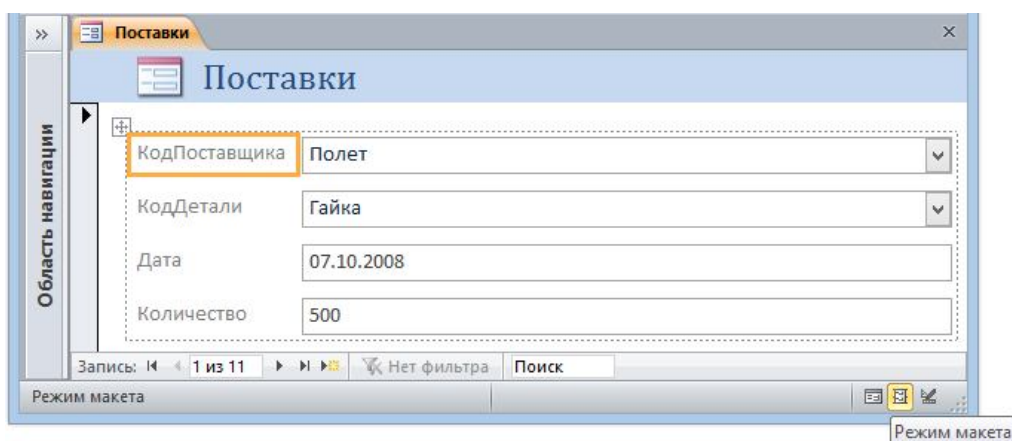 » Поставки ×
Поставки
Область навигации
КодПоставщика Полет
КодДетали Гайка
Дата 07.10.2008
Количество 500
Запись: 1 из 11 Нет фильтра Поиск
Режим макета
Режим макета